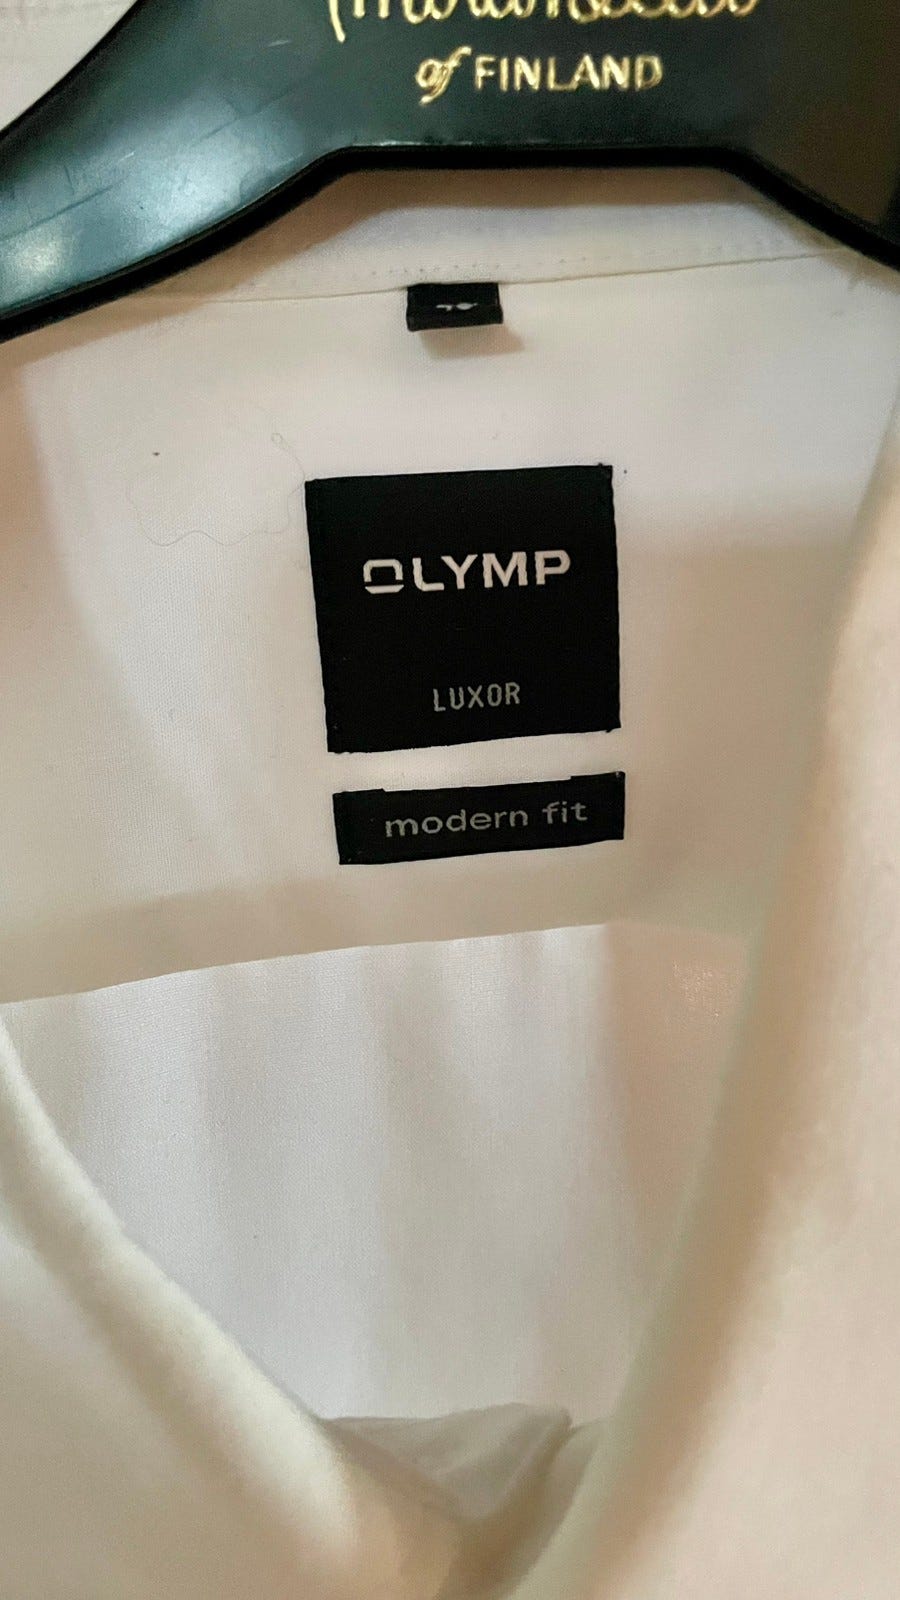 of FINLAND
OLYMP
LUXOR
modern fit